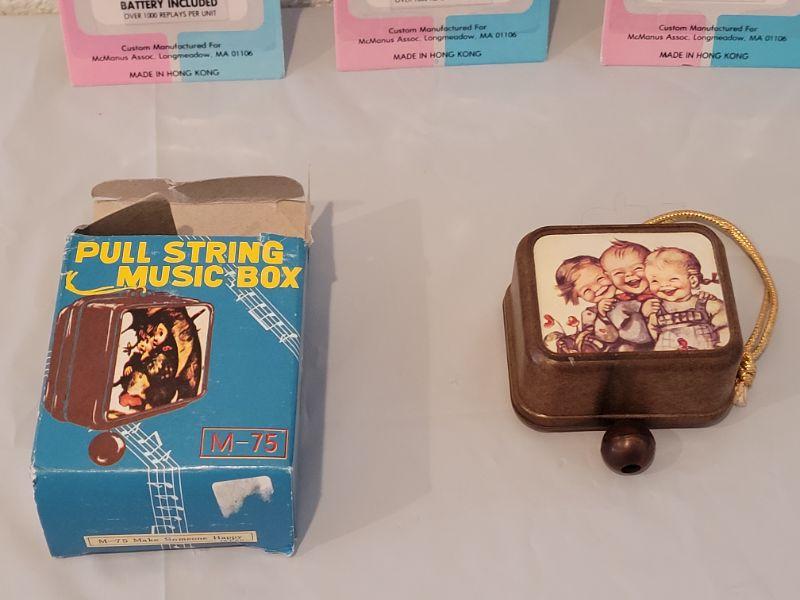 BATTERY INCLUDED
OVER 1000 REPLAYS PER UNIT
Custom Manufactured For
McManus Assoc. Longmeadow, MA 01106
MADE IN HONG KONG
Custom Manufactured For
McManus Assoc. Longmeadow, MA 01106
MADE IN HONG KONG
Custom Manufactured For
McManus Assoc. Longmeadow, MA 01106
MADE IN HONG KONG
PULL STRING
MUSIC BOX
M-75
M-75 Make Someone Happy